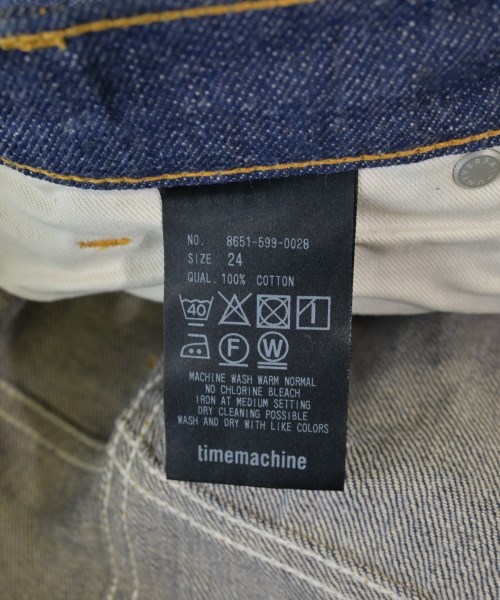 NO. 8651-599-0028
SIZE 24
QUAL. 100% COTTON
40
F W
MACHINE WASH WARM NORMAL
NO CHLORINE BLEACH
IRON AT MEDIUM SETTING
DRY CLEANING POSSIBLE
WASH AND DRY WITH LIKE COLORS
timemachine